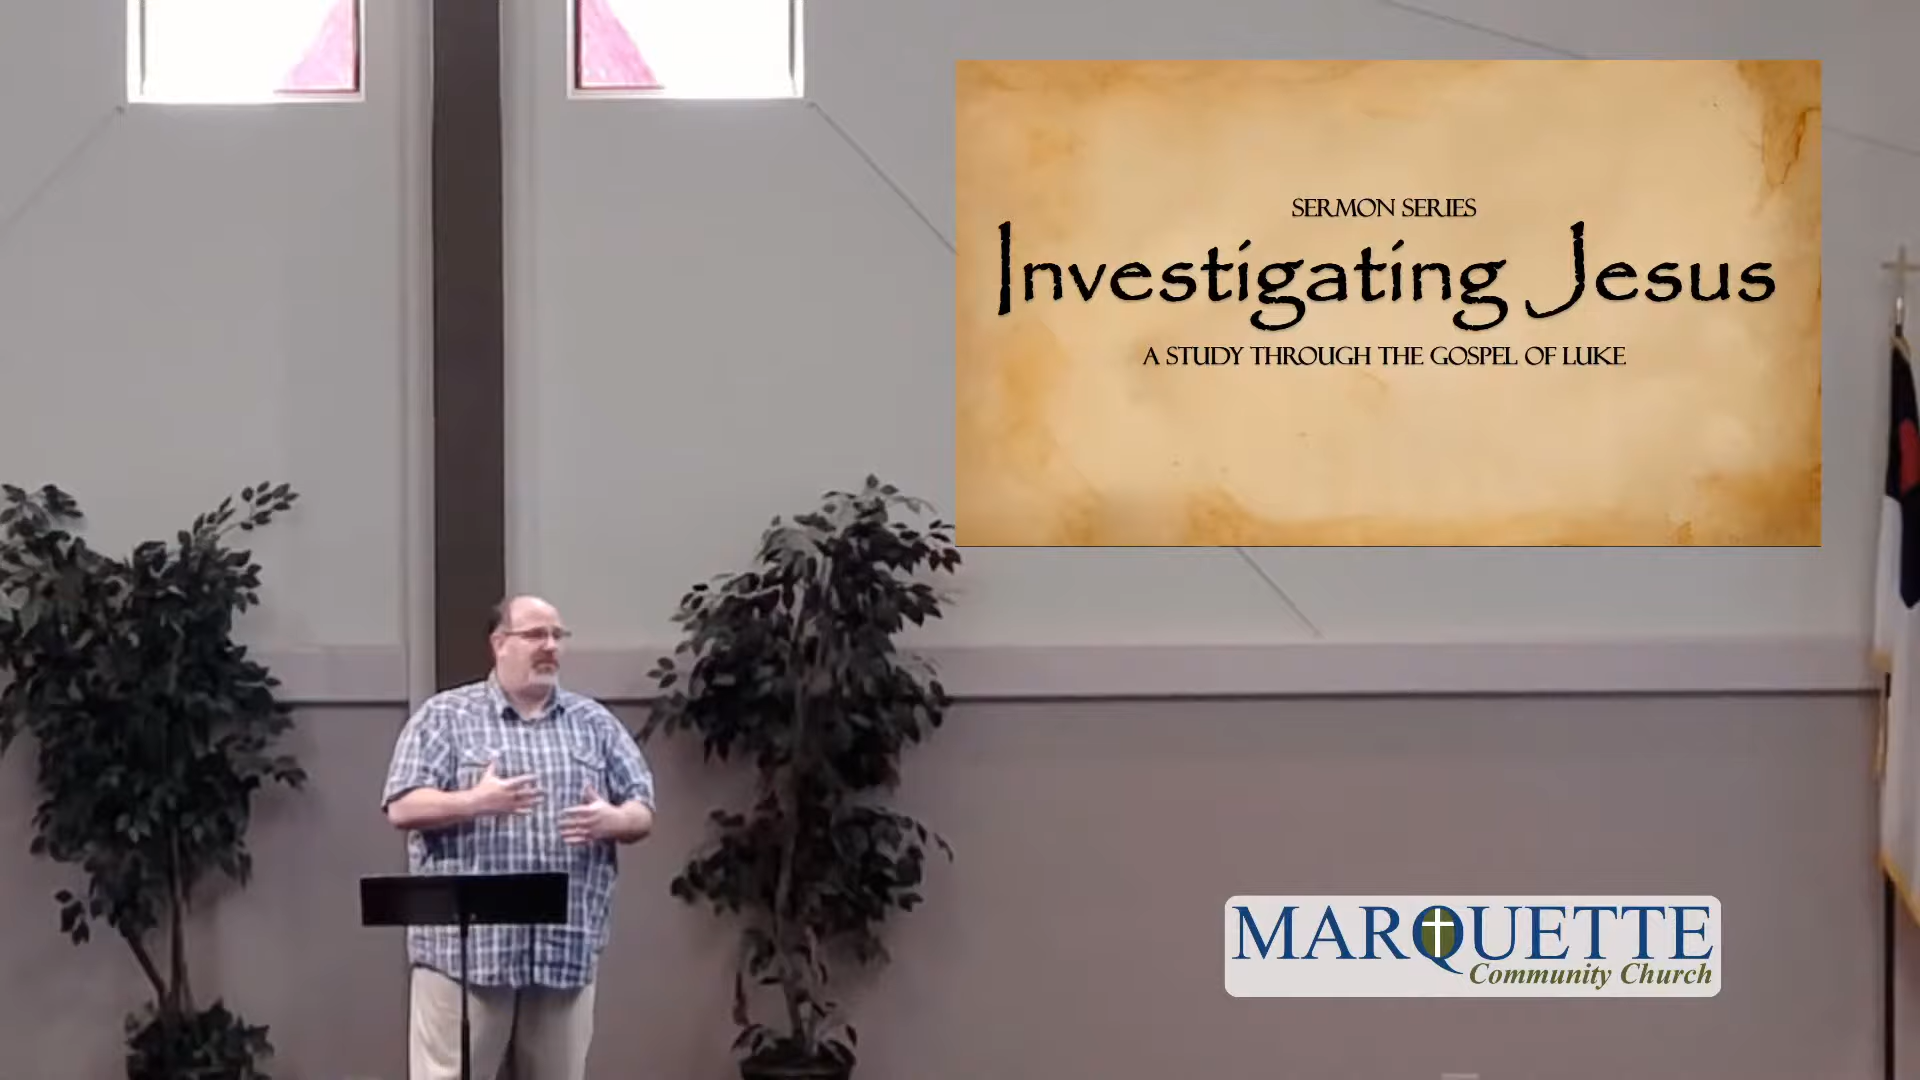 SERMON SERIES
Investigating Jesus
A STUDY THROUGH THE GOSPEL OF LUKE
MARQUETTE
Community Church